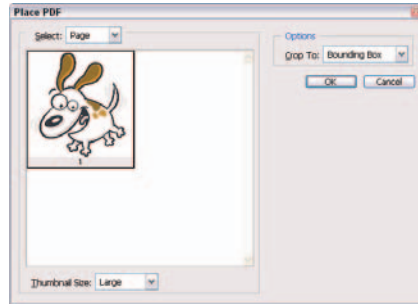 Place PDF
Select: Page
1
Thumbnail Size: Large
Options
Crop To: Bounding Box
OK
Cancel